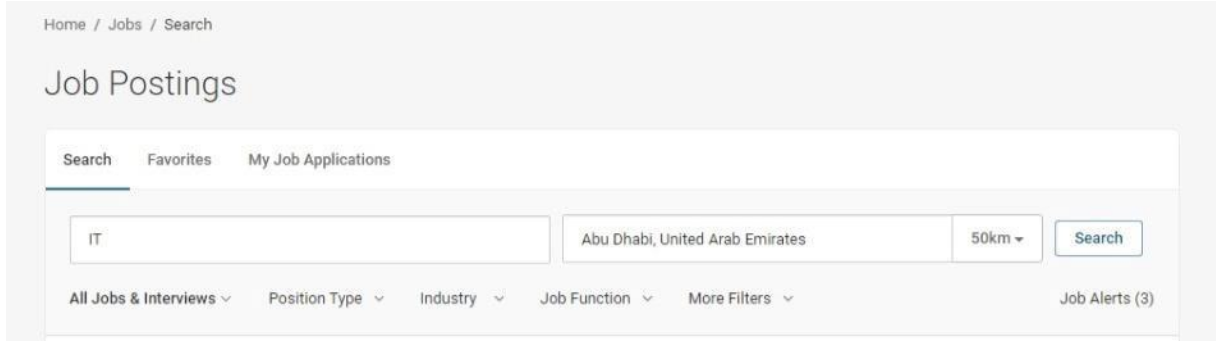 Home / Jobs / Search
Job Postings
Search Favorites My Job Applications
IT Abu Dhabi, United Arab Emirates 50km Search
All Jobs & Interviews Position Type Industry Job Function More Filters Job Alerts (3)